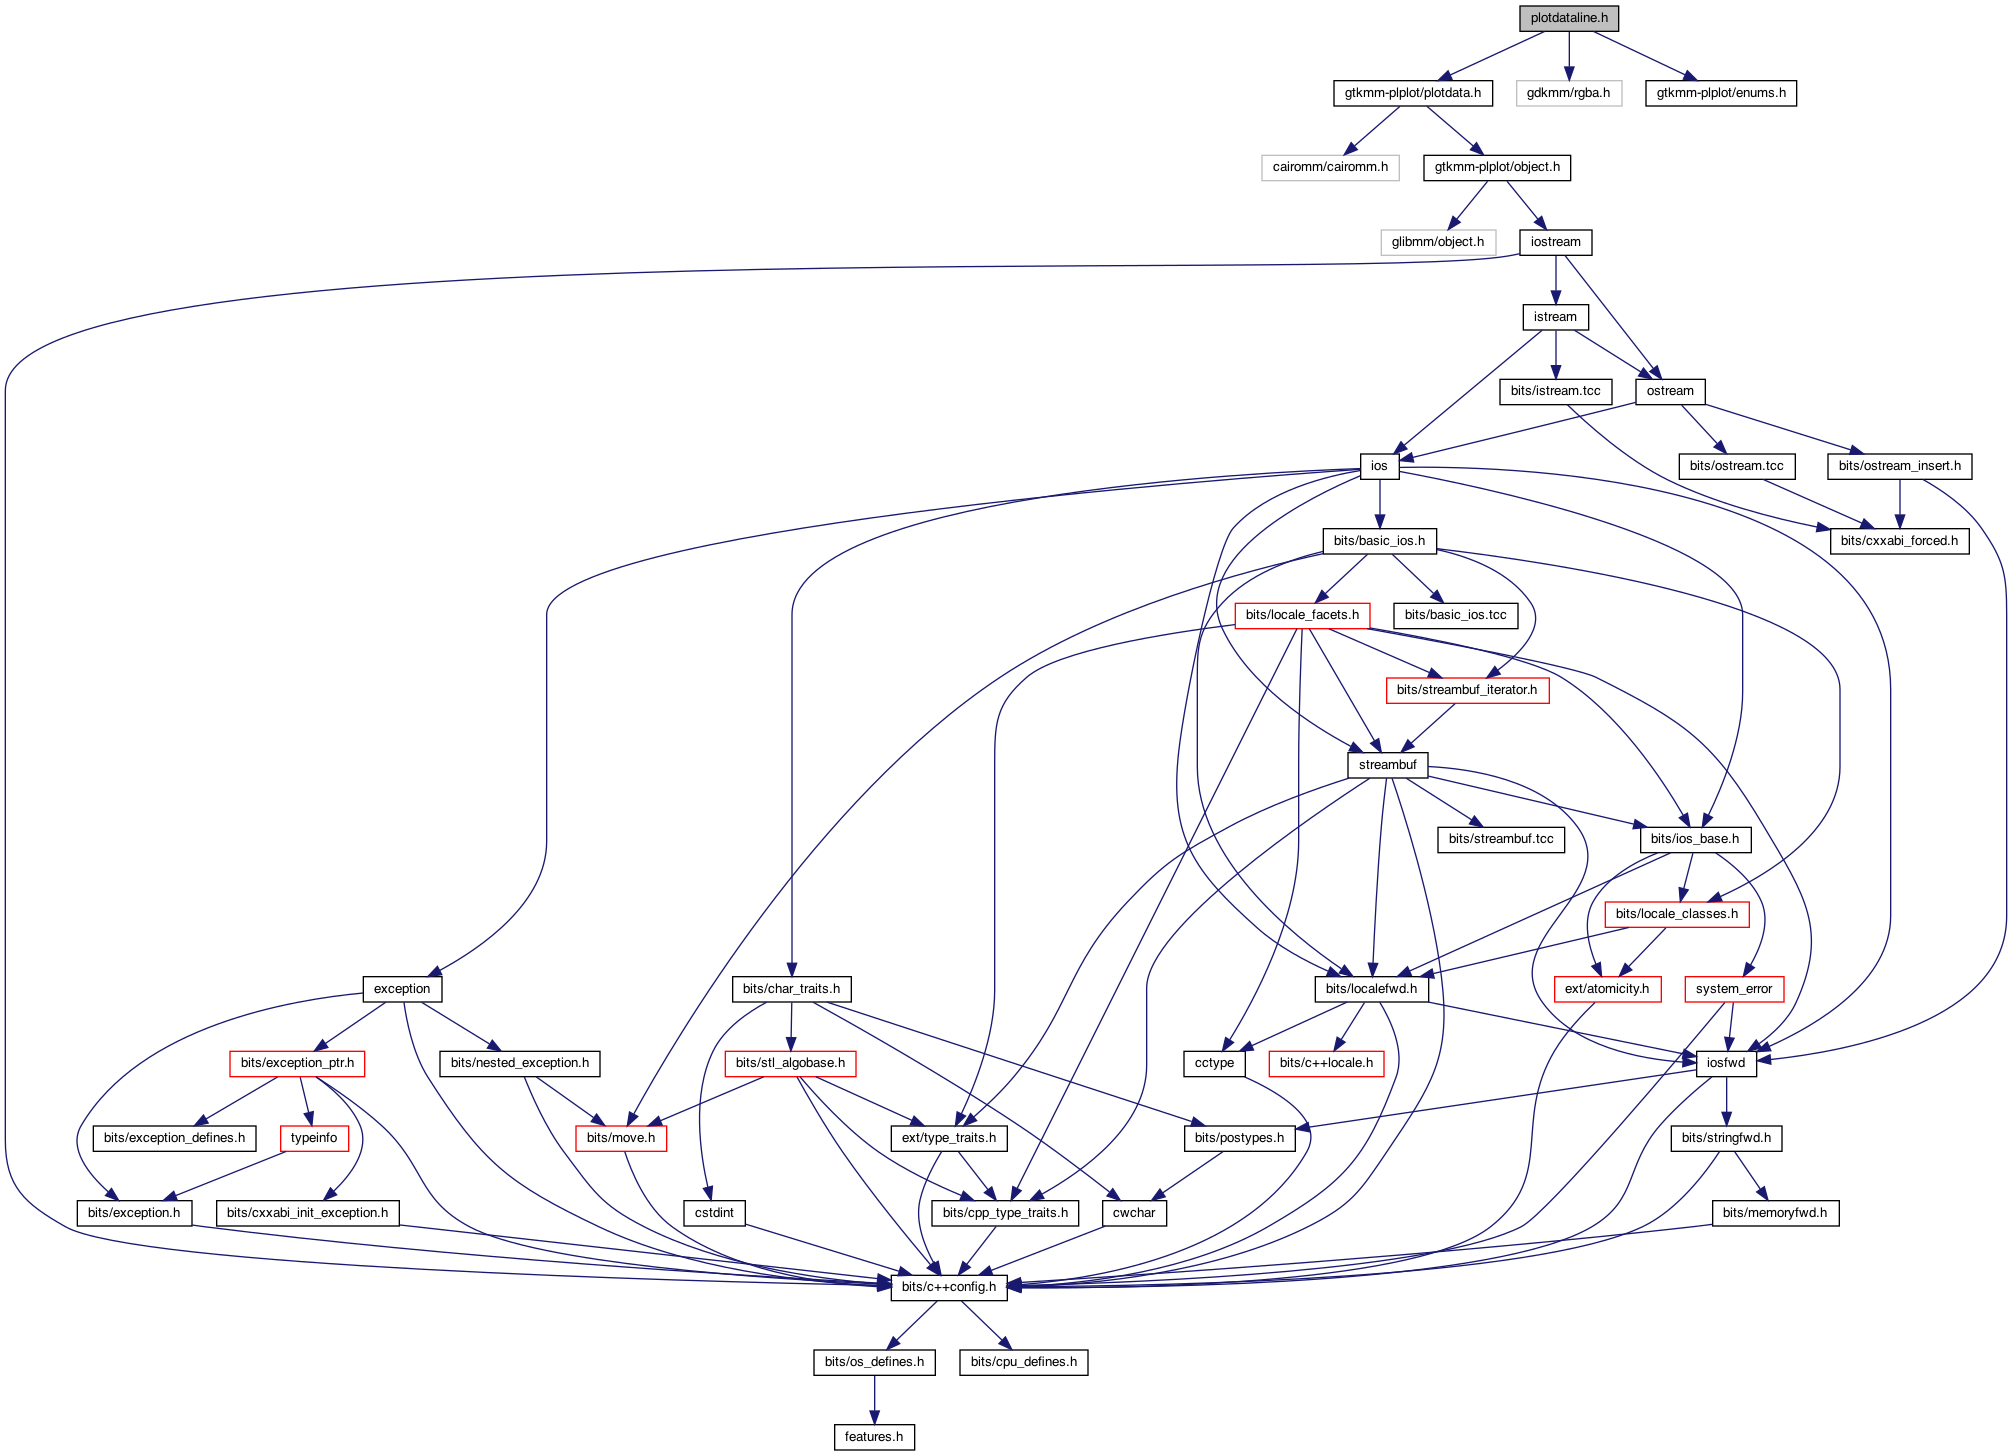 plotdataline.h
gtkmm-plplot/plotdata.h
gdkmm/rgba.h
gtkmm-plplot/enums.h
cairomm/cairomm.h
gtkmm-plplot/object.h
glibmm/object.h
iostream
istream
bits/istream.tcc
ostream
ios
bits/ostream.tcc
bits/ostream_insert.h
bits/basic_ios.h
bits/cxxabi_forced.h
bits/locale_facets.h
bits/basic_ios.tcc
bits/streambuf_iterator.h
streambuf
bits/streambuf.tcc
bits/ios_base.h
bits/locale_classes.h
exception
bits/char_traits.h
bits/localefwd.h
ext/atomicity.h
system_error
bits/exception_ptr.h
bits/nested_exception.h
bits/stl_algobase.h
cctype
bits/c++locale.h
iosfwd
bits/exception_defines.h
typeinfo
bits/move.h
ext/type_traits.h
bits/postypes.h
bits/stringfwd.h
bits/exception.h
bits/cxxabi_init_exception.h
cstdint
bits/cpp_type_traits.h
cwchar
bits/memoryfwd.h
bits/c++config.h
bits/os_defines.h
bits/cpu_defines.h
features.h